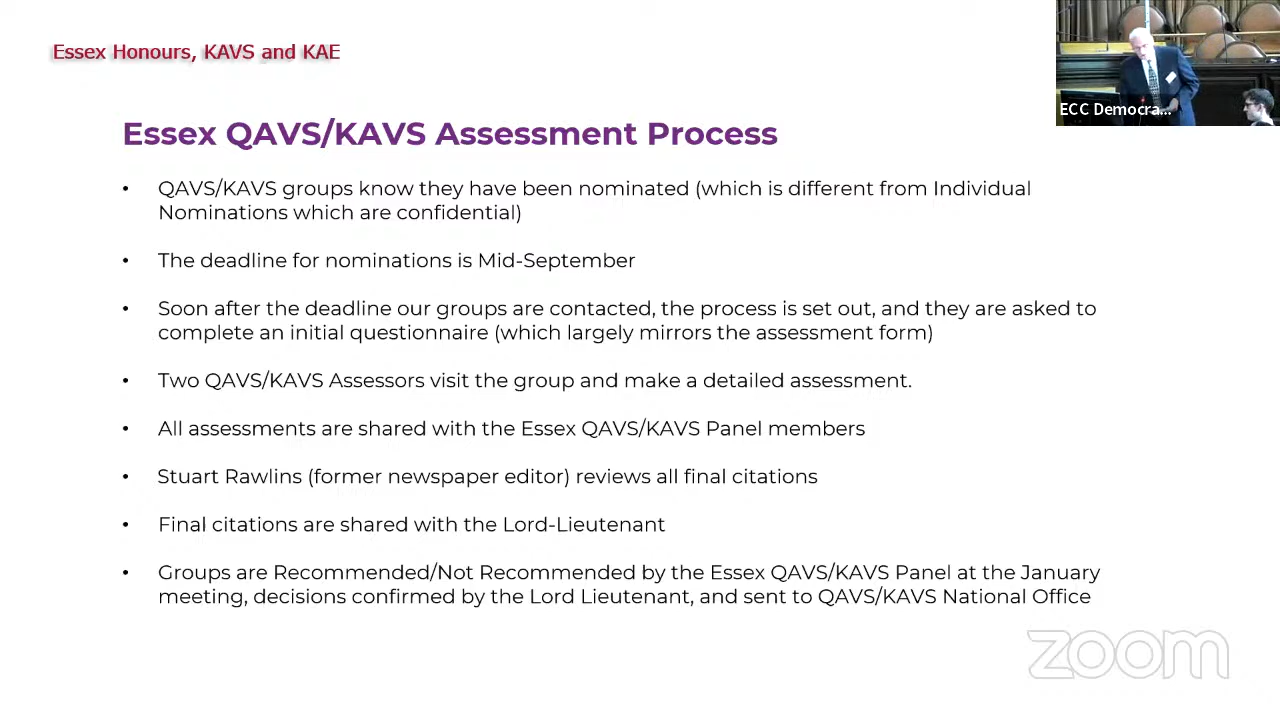 Essex Honours, KAVS and KAE
ECC Democra...
Essex QAVS/KAVS Assessment Process
• QAVS/KAVS groups know they have been nominated (which is different from Individual
Nominations which are confidential)
• The deadline for nominations is Mid-September
• Soon after the deadline our groups are contacted, the process is set out, and they are asked to
complete an initial questionnaire (which largely mirrors the assessment form)
• Two QAVS/KAVS Assessors visit the group and make a detailed assessment.
• All assessments are shared with the Essex QAVS/KAVS Panel members
• Stuart Rawlins (former newspaper editor) reviews all final citations
• Final citations are shared with the Lord-Lieutenant
• Groups are Recommended/Not Recommended by the Essex QAVS/KAVS Panel at the January
meeting, decisions confirmed by the Lord Lieutenant, and sent to QAVS/KAVS National Office
zoom